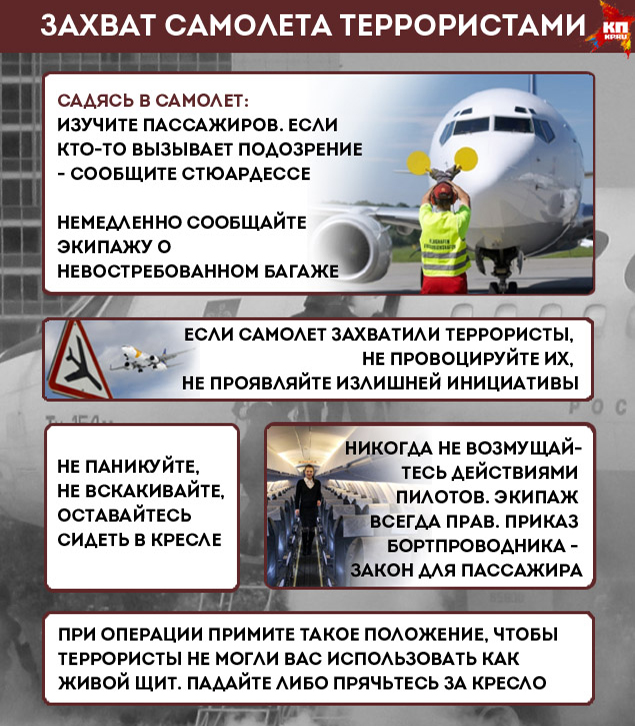 ЗАХВАТ САМОЛЕТА ТЕРРОРИСТАМИ
КП
САДЯСЬ В САМОЛЕТ:
ИЗУЧИТЕ ПАССАЖИРОВ. ЕСЛИ
КТО-ТО ВЫЗЫВАЕТ ПОДОЗРЕНИЕ
- СООБЩИТЕ СТЮАРДЕССЕ
НЕМЕДЛЕННО СООБЩАЙТЕ
ЭКИПАЖУ О
НЕВОСТРЕБОВАННОМ БАГАЖЕ
ЕСЛИ САМОЛЕТ ЗАХВАТИЛИ ТЕРРОРИСТЫ,
НЕ ПРОВОЦИРУЙТЕ ИХ,
НЕ ПРОЯВЛЯЙТЕ ИЗЛИШНЕЙ ИНИЦИАТИВЫ
РОС
НЕ ПАНИКУЙТЕ,
НЕ ВСКАКИВАЙТЕ,
ОСТАВАЙТЕСЬ
СИДЕТЬ В КРЕСЛЕ
НИКОГДА НЕ ВОЗМУЩАЙ-
ТЕСЬ ДЕЙСТВИЯМИ
ПИЛОТОВ. ЭКИПАЖ
ВСЕГДА ПРАВ. ПРИКАЗ
БОРТПРОВОДНИКА -
ЗАКОН ДЛЯ ПАССАЖИРА
ПРИ ОПЕРАЦИИ ПРИМИТЕ ТАКОЕ ПОЛОЖЕНИЕ, ЧТОБЫ
ТЕРРОРИСТЫ НЕ МОГЛИ ВАС ИСПОЛЬЗОВАТЬ КАК
ЖИВОЙ ЩИТ. ПАДАЙТЕ ЛИБО ПРЯЧЬТЕСЬ ЗА КРЕСЛО